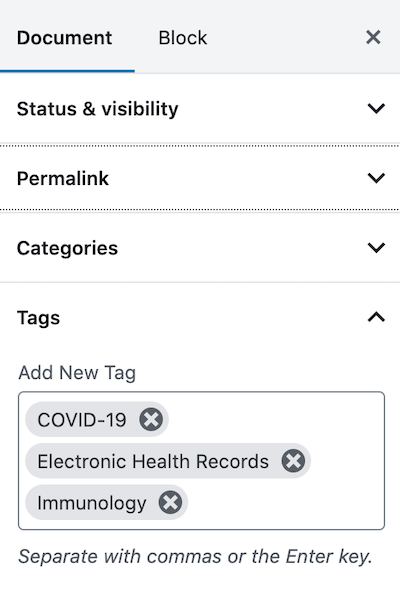 Document Block
Status & visibility
Permalink
Categories
Tags
Add New Tag
COVID-19
Electronic Health Records
Immunology
Separate with commas or the Enter key.